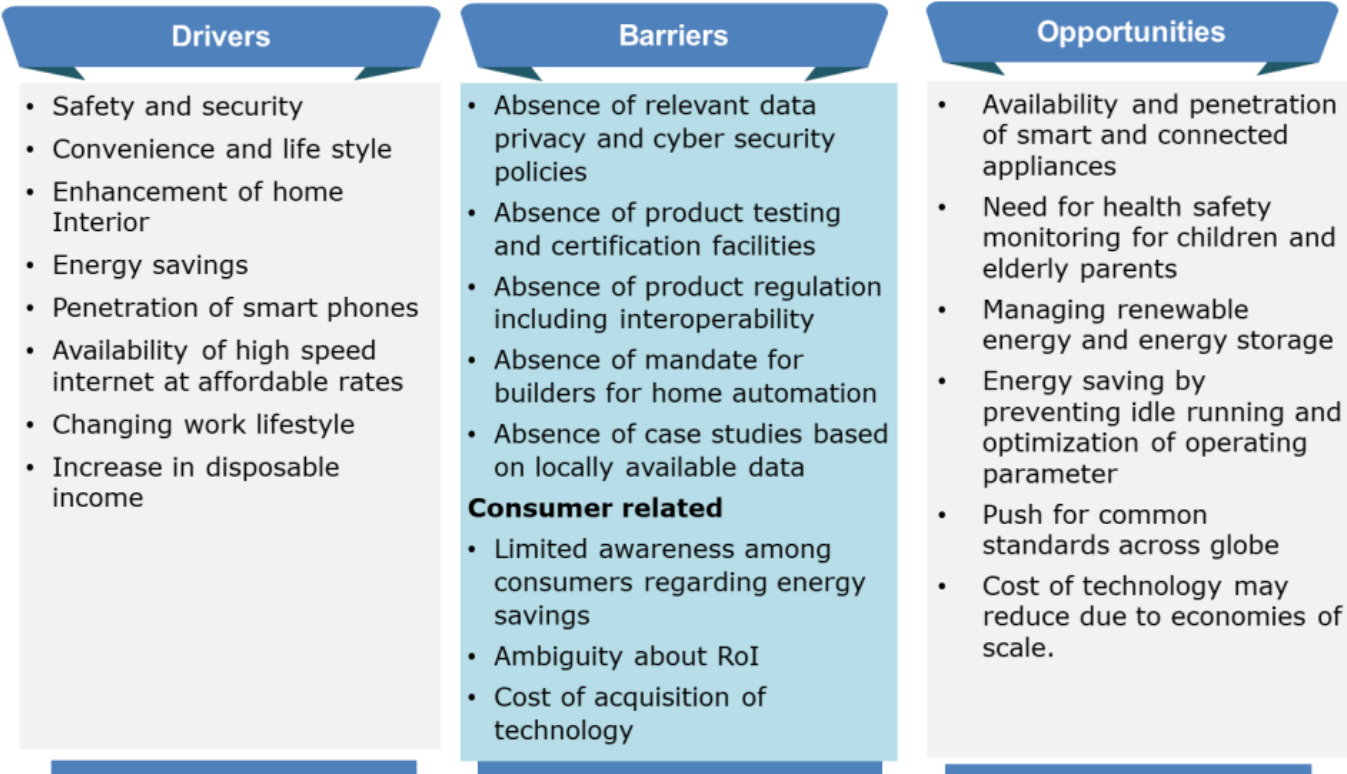 Drivers
• Safety and security
• Convenience and life style
• Enhancement of home
Interior
• Energy savings
• Penetration of smart phones
• Availability of high speed
internet at affordable rates
• Changing work lifestyle
• Increase in disposable
income
Barriers
• Absence of relevant data
privacy and cyber security
policies
• Absence of product testing
and certification facilities
• Absence of product regulation
including interoperability
• Absence of mandate for
builders for home automation
• Absence of case studies based
on locally available data
Consumer related
• Limited awareness among
consumers regarding energy
savings
• Ambiguity about RoI
• Cost of acquisition of
technology
Opportunities
• Availability and penetration
of smart and connected
appliances
• Need for health safety
monitoring for children and
elderly parents
• Managing renewable
energy and energy storage
• Energy saving by
preventing idle running and
optimization of operating
parameter
• Push for common
standards across globe
• Cost of technology may
reduce due to economies of
scale.